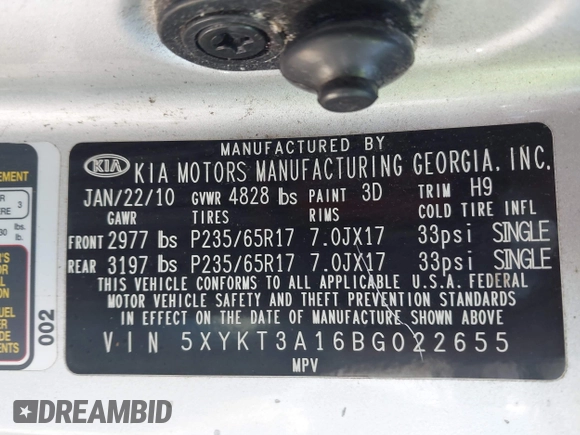 MANUFACTURED BY
KIA KIA MOTORS MANUFACTURING GEORGIA, INC.
JAN/22/10 GVWR 4828 lbs PAINT 3D TRIM H9
GAWR TIRES RIMS COLD TIRE INFL
FRONT 2977 lbs P235/65R17 7.0JX17 33psi SINGLE
REAR 3197 lbs P235/65R17 7.0JX17 33psi SINGLE
THIS VEHICLE CONFORMS TO ALL APPLICABLE U.S.A. FEDERAL
MOTOR VEHICLE SAFETY AND THEFT PREVENTION STANDARDS
IN EFFECT ON THE DATE OF MANUFACTURE SHOWN ABOVE.
VIN 5XYKT3A16BG022655
MPV
002
3
lbs.
©DREAMBID